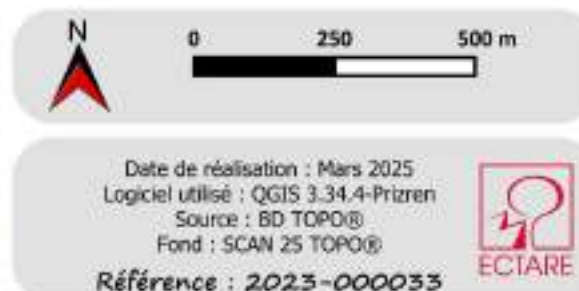 N
0 250 500 m
Date de réalisation : Mars 2025
Logiciel utilisé : QGIS 3.34.4-Prizren
Source : BD TOPO®
Fond : SCAN 25 TOPO®
Référence : 2023-000033
ECTARE